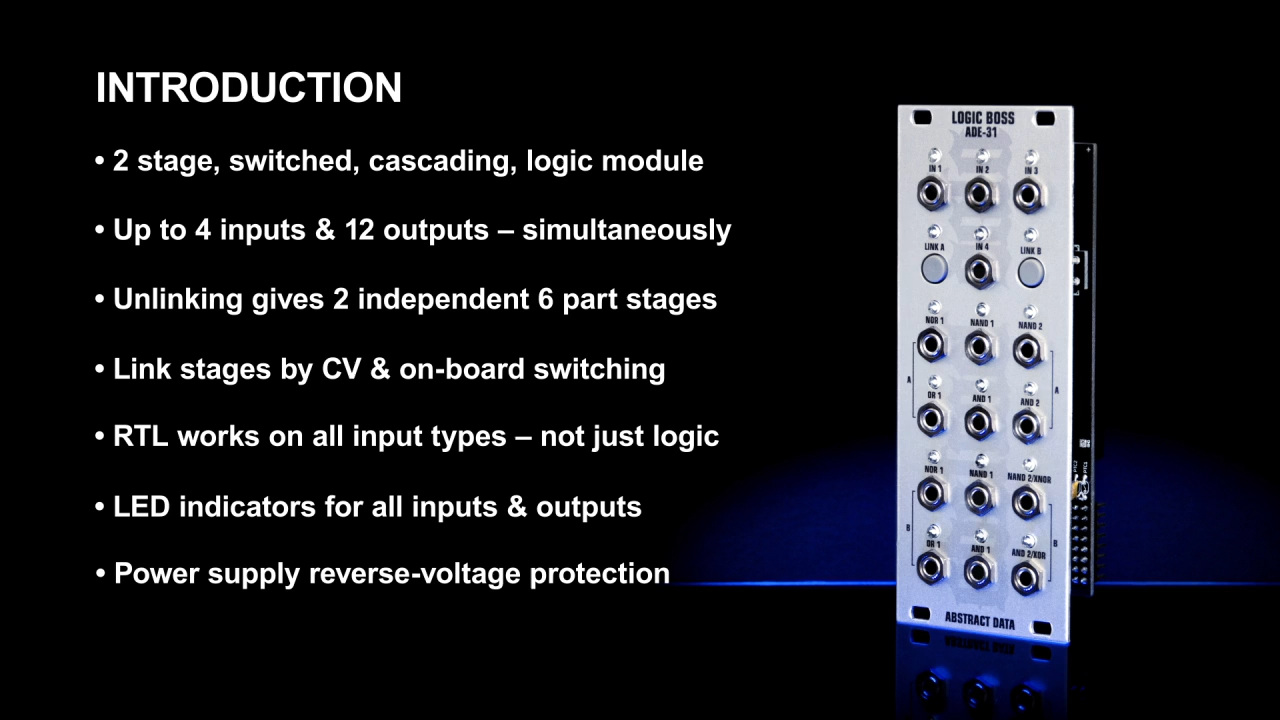 INTRODUCTION
• 2 stage, switched, cascading, logic module
• Up to 4 inputs & 12 outputs – simultaneously
• Unlinking gives 2 independent 6 part stages
• Link stages by CV & on-board switching
• RTL works on all input types – not just logic
• LED indicators for all inputs & outputs
• Power supply reverse-voltage protection
LOGIC BOSS
ADE-31
IN 1 IN 2 IN 3
LINK A IN 4 LINK B
NOR 1 NAND 1 NAND 2
A A
OR 1 AND 1 AND 2
NOR 1 NAND 1 NAND 2/XNOR
B B
OR 1 AND 1 AND 2/XOR
ABSTRACT DATA